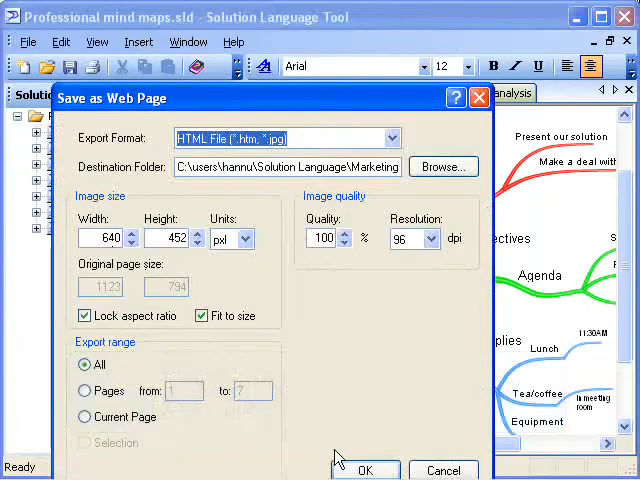 Professional mind maps.sld - Solution Language Tool
File Edit View Insert Window Help
Arial 12 B I U
Solu
analysis
Save as Web Page
Export Format: HTML File (*.htm, *.jpg)
Destination Folder: C:\users\hannu\Solution Language\Marketing Browse...
Image size
Width: Height: Units:
640 452 pxl
Original page size:
1123 794
Lock aspect ratio Fit to size
Image quality
Quality: Resolution:
100 % 96 dpi
Export range
All
Pages from: 1 to: 7
Current Page
Selection
OK Cancel
Present our solution
Make a deal with
ectives
Agenda
plies
Lunch
11:30AM
Tea/coffee
In meeting
room
Equipment
Ready